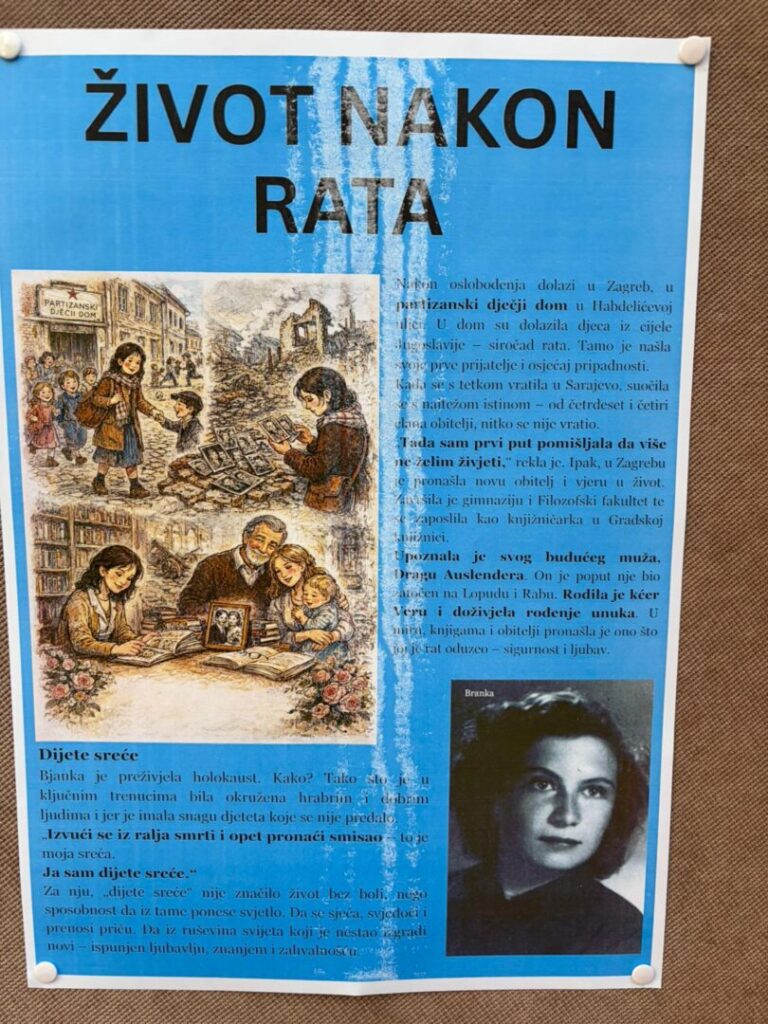 ŽIVOT NAKON
RATA
PARTIZANSKI
DJEČJI DOM
Nakon oslobođenja dolazi u Zagreb, u
partizanski dječji dom u Habdelićevoj
ulici. U dom su dolazila djeca iz cijele
Jugoslavije – siročad rata. Tamo je našla
svoje prve prijatelje i osjećaj pripadnosti.
Kada se s tetkom vratila u Sarajevo, suočila
se s najtežom istinom – od četrdeset i četiri
člana obitelji, nitko se nije vratio.
„Tada sam prvi put pomišljala da više
ne želim živjeti,“ rekla je. Ipak, u Zagrebu
je pronašla novu obitelj i vjeru u život.
Završila je gimnaziju i Filozofski fakultet te
se zaposlila kao knjižničarka u Gradskoj
knjižnici.
Upoznala je svog budućeg muža,
Dragu Auslendera. On je poput nje bio
zatočen na Lopudu i Rabu. Rodila je kćer
Veru i doživjela rođenje unuka. U
miru, knjigama i obitelji pronašla je ono što
joj je rat oduzeo – sigurnost i ljubav.
Branka
Dijete sreće
Bjanka je preživjela holokaust. Kako? Tako što je u
ključnim trenucima bila okružena hrabrim i dobrim
ljudima i jer je imala snagu djeteta koje se nije predalo.
„Izvući se iz ralja smrti i opet pronaći smisao – to je
moja sreća.
Ja sam dijete sreće.“
Za nju, „dijete sreće“ nije značilo život bez boli, nego
sposobnost da iz tame ponese svjetlo. Da se sjeća, svjedoči i
prenosi priču. Da iz ruševina svijeta koji je nestao izgradi
novi – ispunjen ljubavlju, znanjem i zahvalnošću.